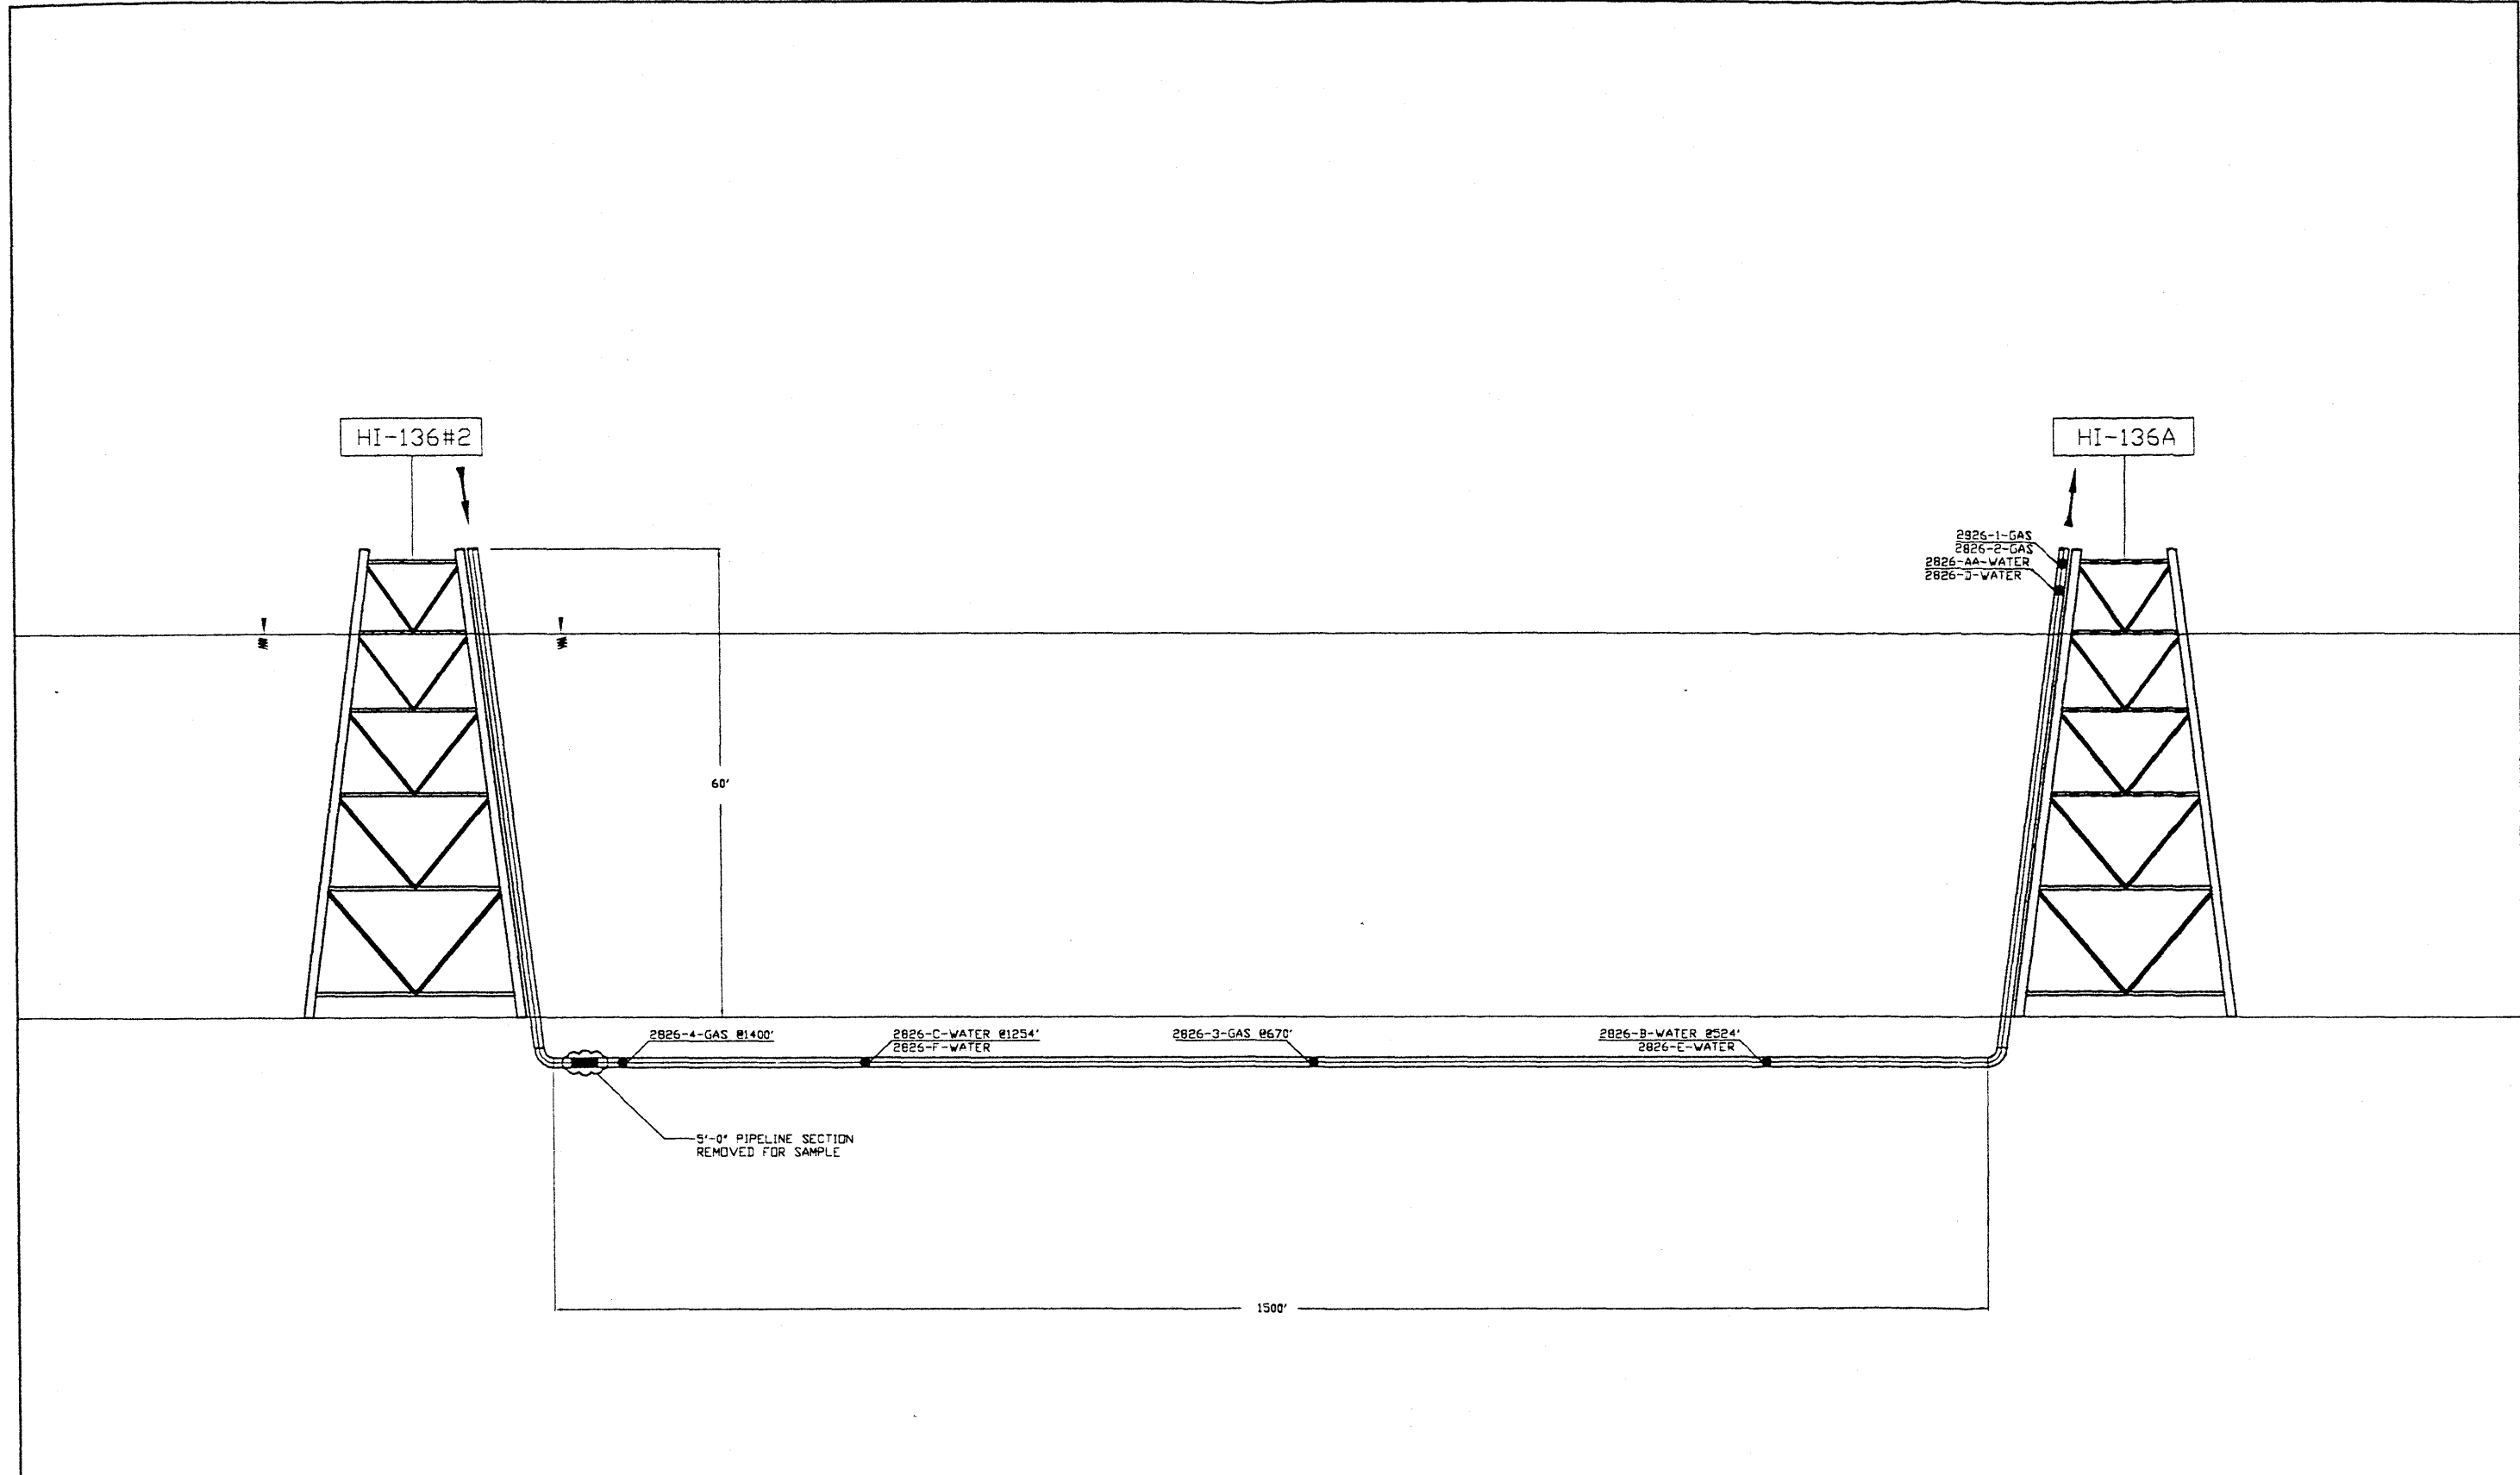 HI-136#2
HI-136A
2826-1-GAS
2826-2-GAS
2826-AA-WATER
2826-D-WATER
60'
2826-4-GAS @1400'
2826-C-WATER @1254'
2826-F-WATER
2826-3-GAS @670'
2826-B-WATER @524'
2826-E-WATER
5'-0" PIPELINE SECTION
REMOVED FOR SAMPLE
1500'